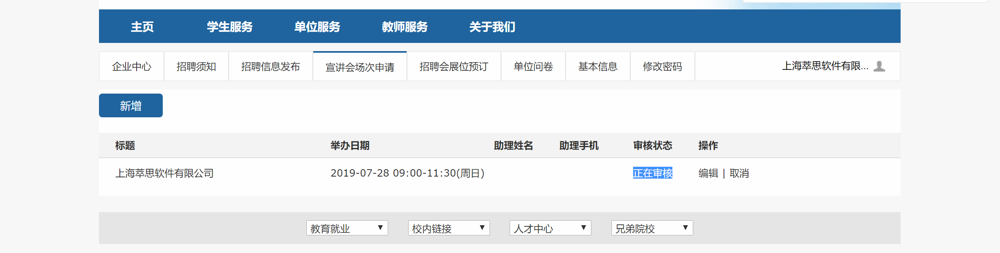 主页 学生服务 单位服务 教师服务 关于我们
企业中心 招聘须知 招聘信息发布 宣讲会场次申请 招聘会展位预订 单位问卷 基本信息 修改密码 上海萃思软件有限...
新增
标题 举办日期 助理姓名 助理手机 审核状态 操作
上海萃思软件有限公司 2019-07-28 09:00-11:30(周日) 正在审核 编辑 | 取消
教育就业 校内链接 人才中心 兄弟院校